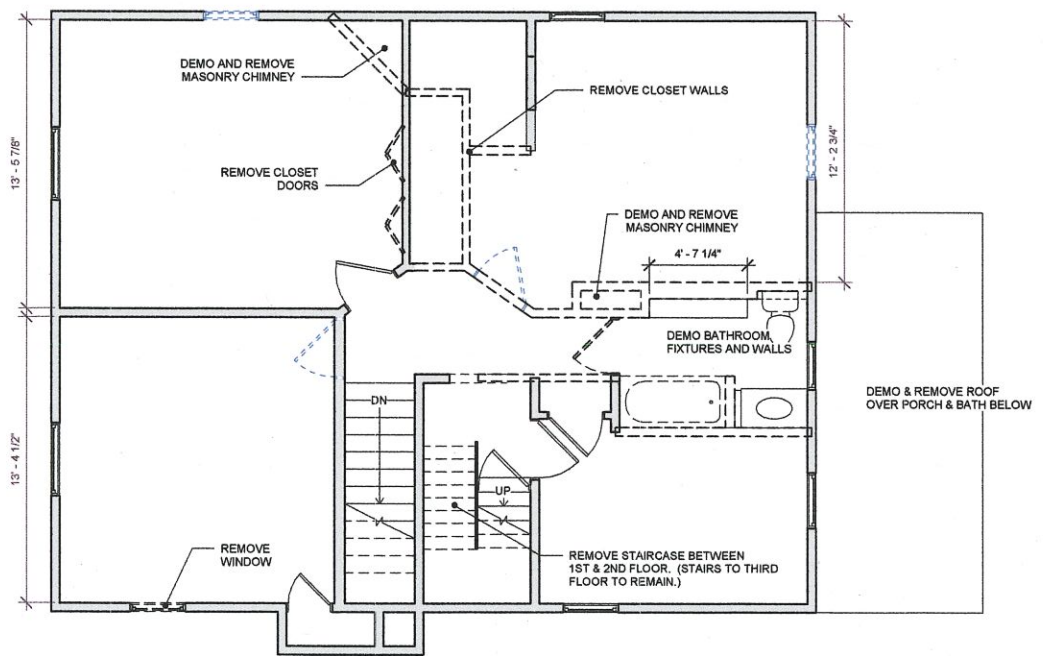 DEMO AND REMOVE
MASONRY CHIMNEY
REMOVE CLOSET WALLS
13' - 5 7/8"
12' - 2 3/4"
REMOVE CLOSET
DOORS
DEMO AND REMOVE
MASONRY CHIMNEY
4' - 7 1/4"
DEMO BATHROOM
FIXTURES AND WALLS
DEMO & REMOVE ROOF
OVER PORCH & BATH BELOW
DN
13' - 4 1/2"
UP
REMOVE
WINDOW
REMOVE STAIRCASE BETWEEN
1ST & 2ND FLOOR. (STAIRS TO THIRD
FLOOR TO REMAIN.)